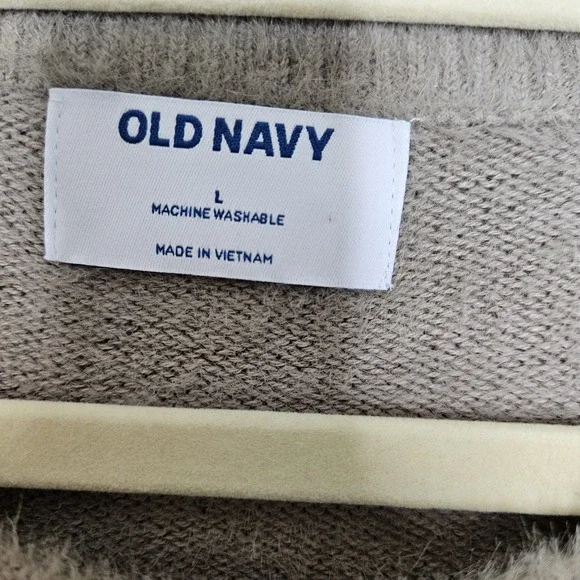 OLD NAVY
L
MACHINE WASHABLE
MADE IN VIETNAM